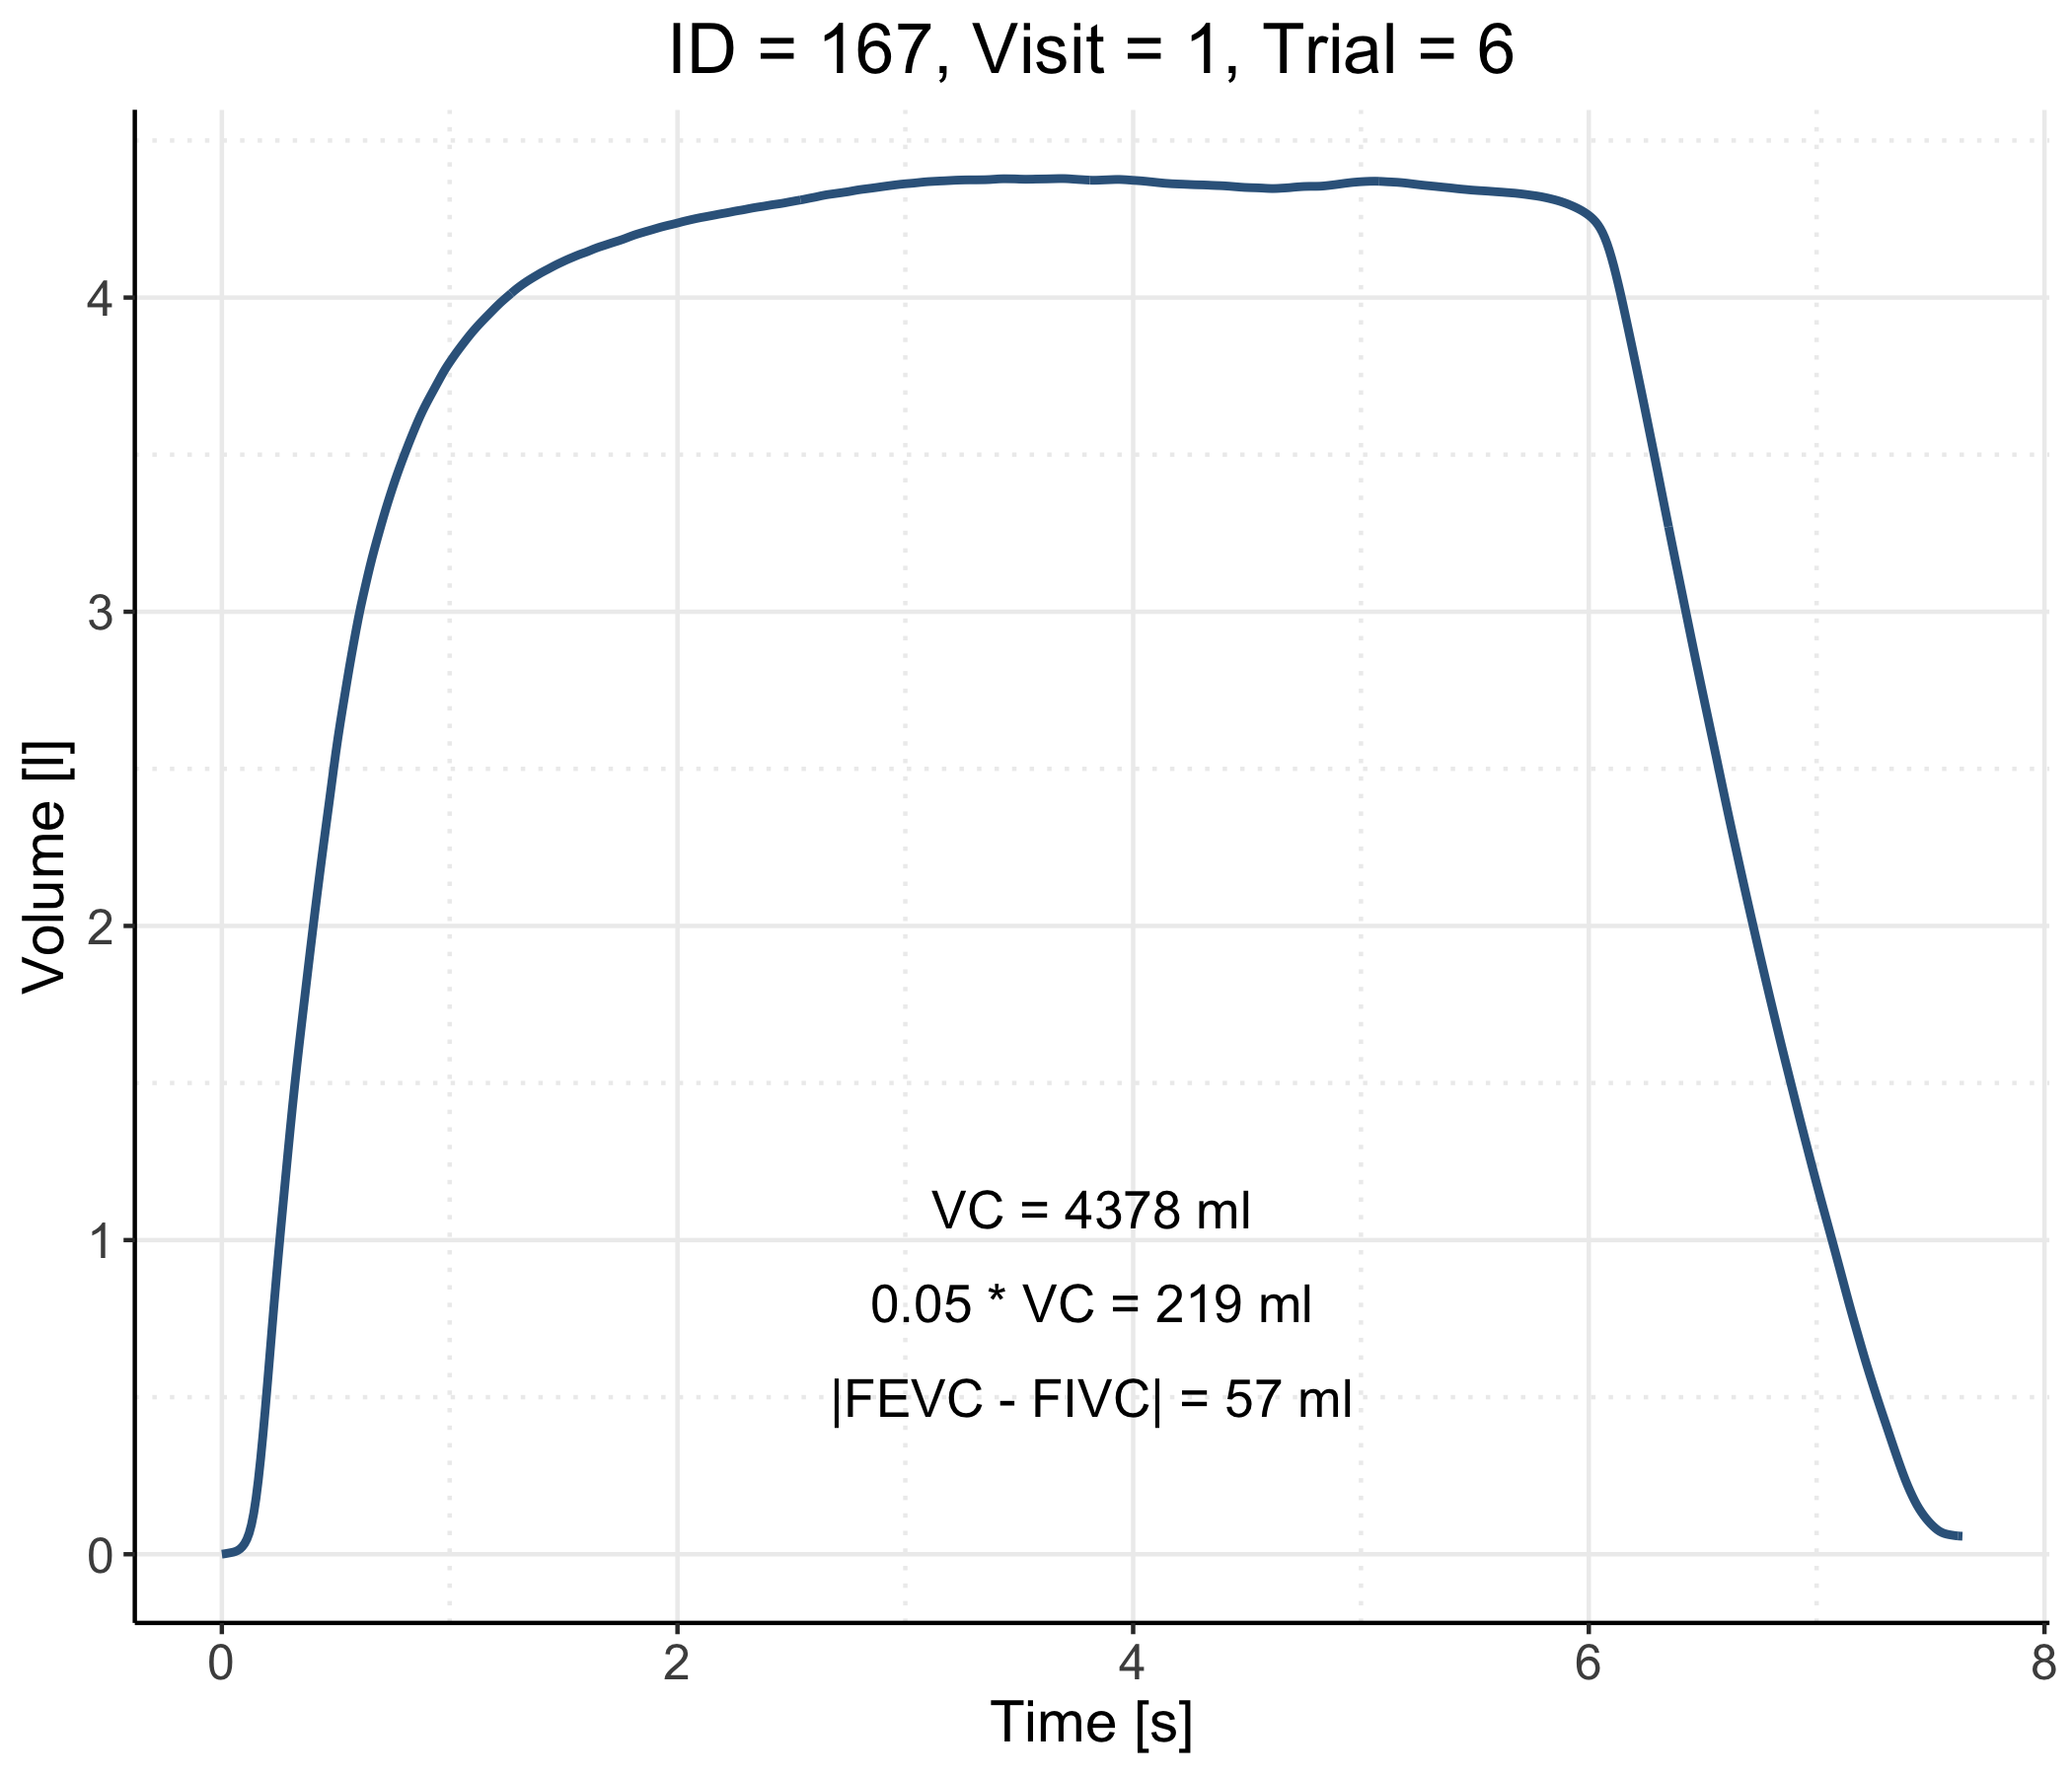 ID = 167, Visit = 1, Trial = 6
Volume [l]
4
3
2
1
0
VC = 4378 ml
0.05 * VC = 219 ml
|FEVC - FIVC| = 57 ml
0 2 4 6 8
Time [s]